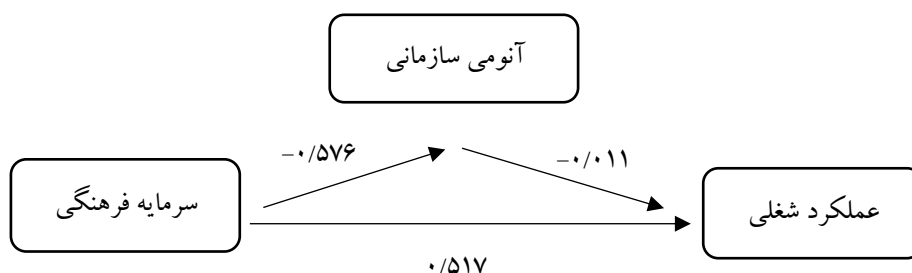 آنومی سازمانی
–۰/۵۷۶
–۰/۰۱۱
سرمایه فرهنگی
عملکرد شغلی
۰/۵۱۷